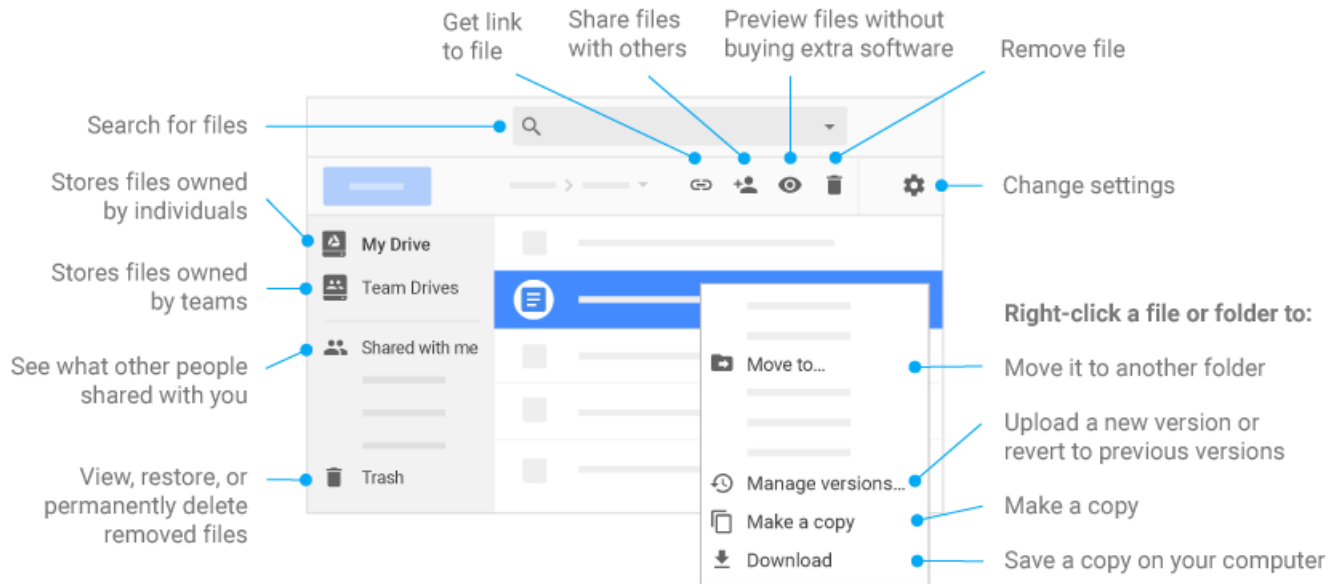 Get link
to file
Share files
with others
Preview files without
buying extra software
Remove file
Search for files
Stores files owned
by individuals
Stores files owned
by teams
See what other people
shared with you
View, restore, or
permanently delete
removed files
My Drive
Team Drives
Shared with me
Trash
Move to...
Manage versions...
Make a copy
Download
Change settings
Right-click a file or folder to:
Move it to another folder
Upload a new version or
revert to previous versions
Make a copy
Save a copy on your computer